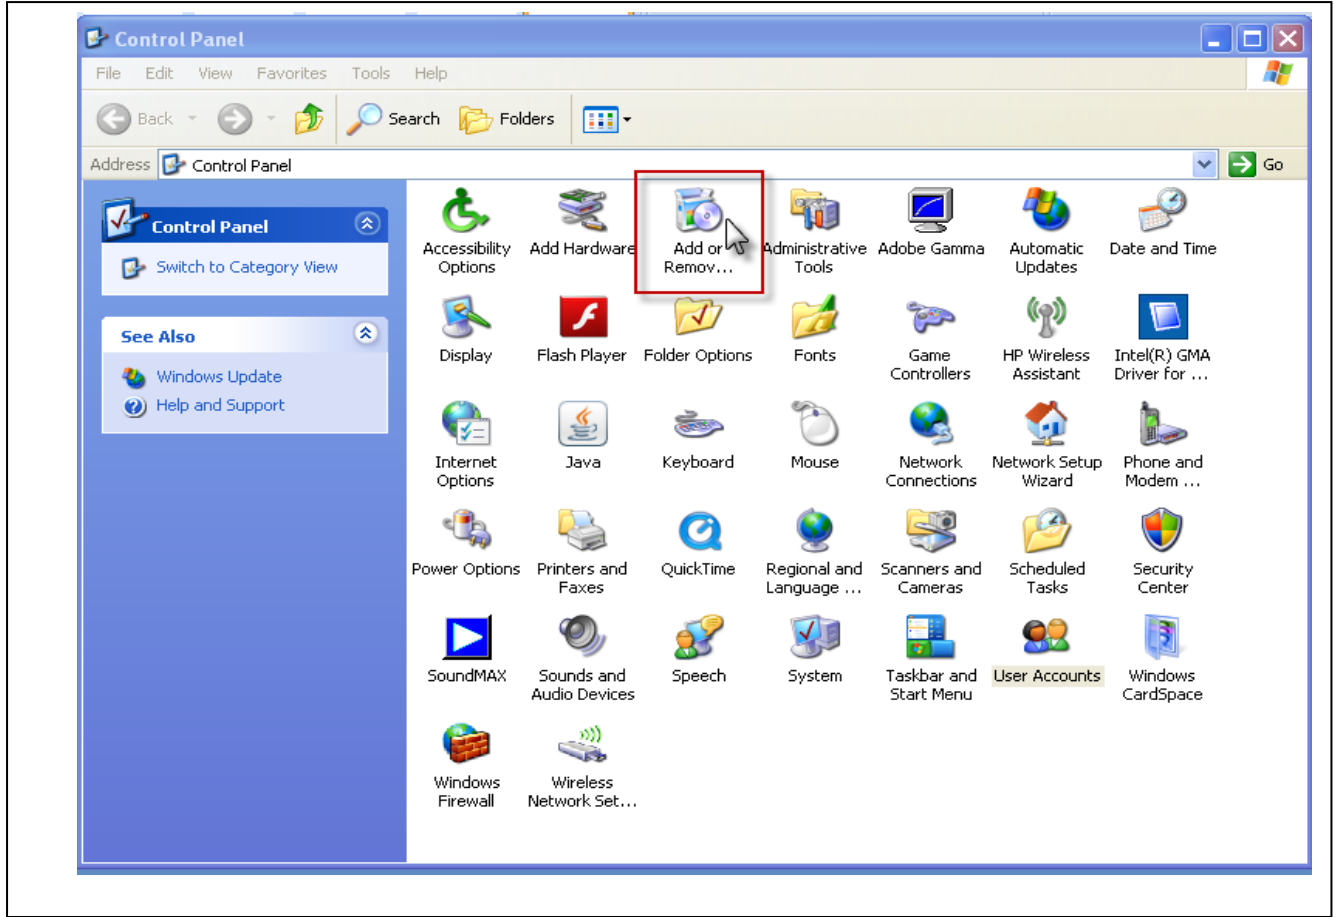 Control Panel
File Edit View Favorites Tools Help
Back Search Folders
Address Control Panel Go
Control Panel
Switch to Category View
See Also
Windows Update
Help and Support
Accessibility Options
Add Hardware
Add or Remov...
Administrative Tools
Adobe Gamma
Automatic Updates
Date and Time
Display
Flash Player
Folder Options
Fonts
Game Controllers
HP Wireless Assistant
Intel(R) GMA Driver for ...
Internet Options
Java
Keyboard
Mouse
Network Connections
Network Setup Wizard
Phone and Modem ...
Power Options
Printers and Faxes
QuickTime
Regional and Language ...
Scanners and Cameras
Scheduled Tasks
Security Center
SoundMAX
Sounds and Audio Devices
Speech
System
Taskbar and Start Menu
User Accounts
Windows CardSpace
Windows Firewall
Wireless Network Set...